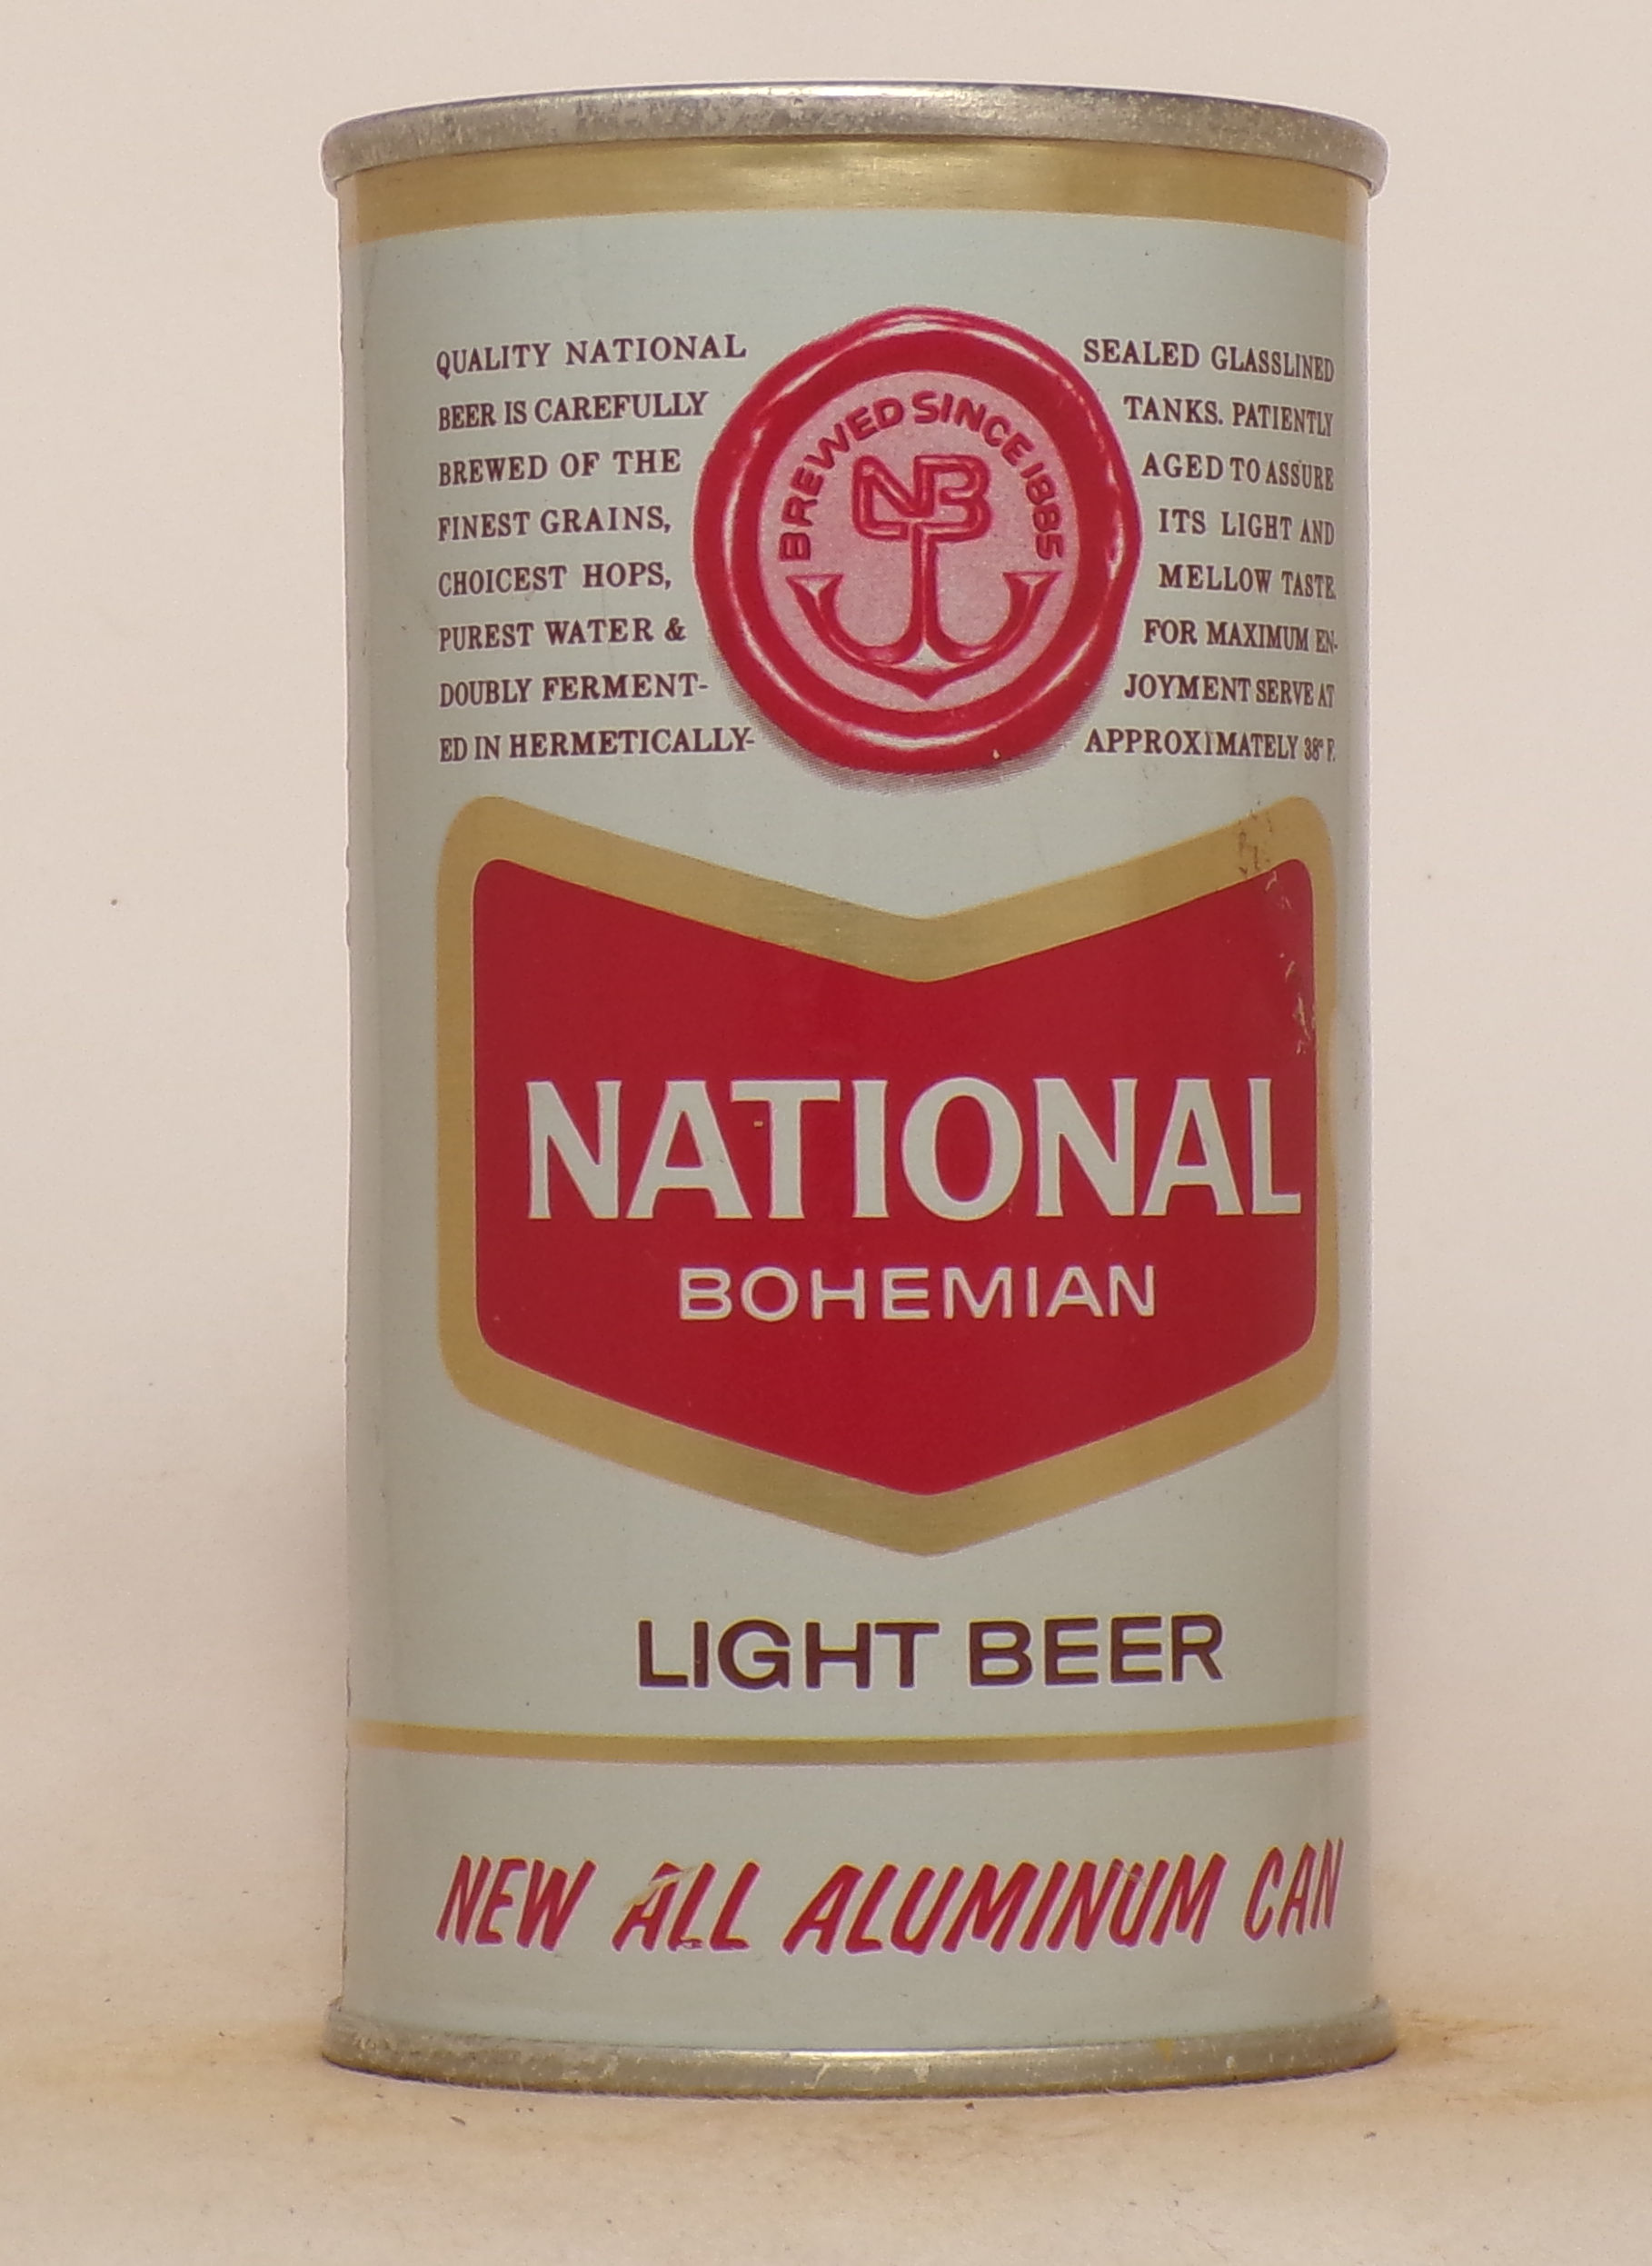 QUALITY NATIONAL
BEER IS CAREFULLY
BREWED OF THE
FINEST GRAINS,
CHOICEST HOPS,
PUREST WATER &
DOUBLY FERMENT-
ED IN HERMETICALLY-
BREWED SINCE 1885
NB
SEALED GLASSLINED
TANKS. PATIENTLY
AGED TO ASSURE
ITS LIGHT AND
MELLOW TASTE.
FOR MAXIMUM EN-
JOYMENT SERVE AT
APPROXIMATELY 38° F.
NATIONAL
BOHEMIAN
LIGHT BEER
NEW ALL ALUMINUM CAN